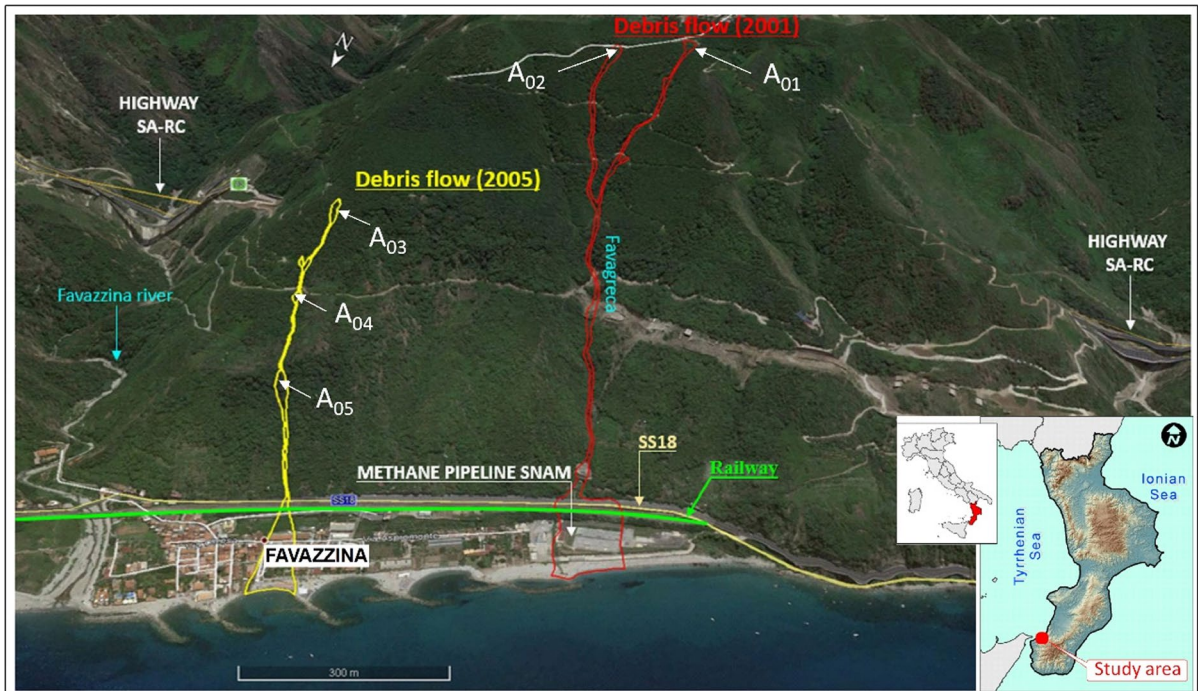 Debris flow (2001)
N
A02
A01
HIGHWAY
SA-RC
Debris flow (2005)
A03
HIGHWAY
SA-RC
Favagreca
Favazzina river
A04
A05
SS18
METHANE PIPELINE SNAM
Railway
SS18
FAVAZZINA
300 m
N
Ionian
Sea
Tyrrhenian
Sea
Study area